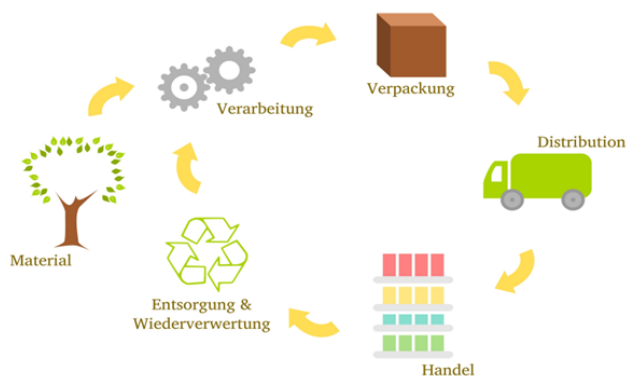 Verpackung
Verarbeitung
Distribution
Material
Entsorgung &
Wiederverwertung
Handel